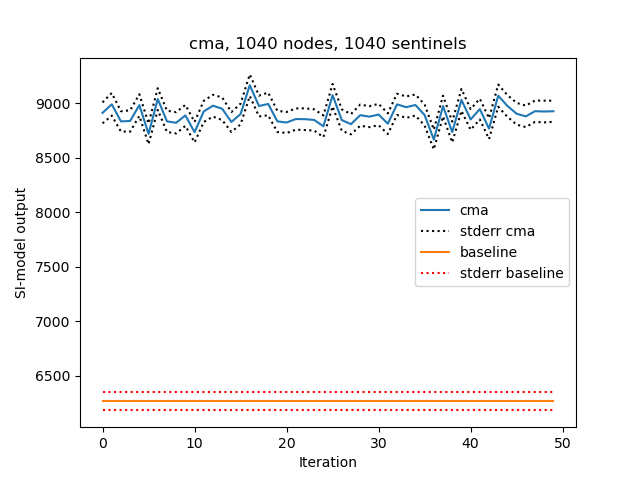 cma, 1040 nodes, 1040 sentinels
SI-model output
9000
8500
8000
7500
7000
6500
cma
stderr cma
baseline
stderr baseline
0 10 20 30 40 50
Iteration